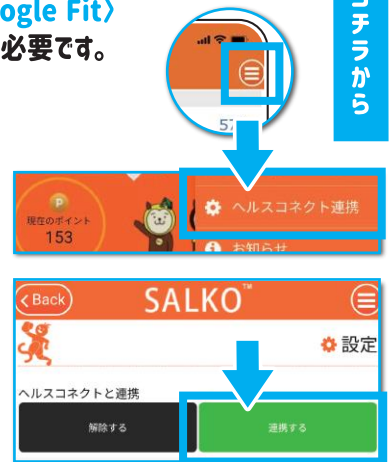 ogle Fit〉
必要です。
コチラから
57
ヘルスコネクト連携
現在のポイント
153
お知らせ
Back
SALKO™
設定
ヘルスコネクトと連携
解除する
連携する